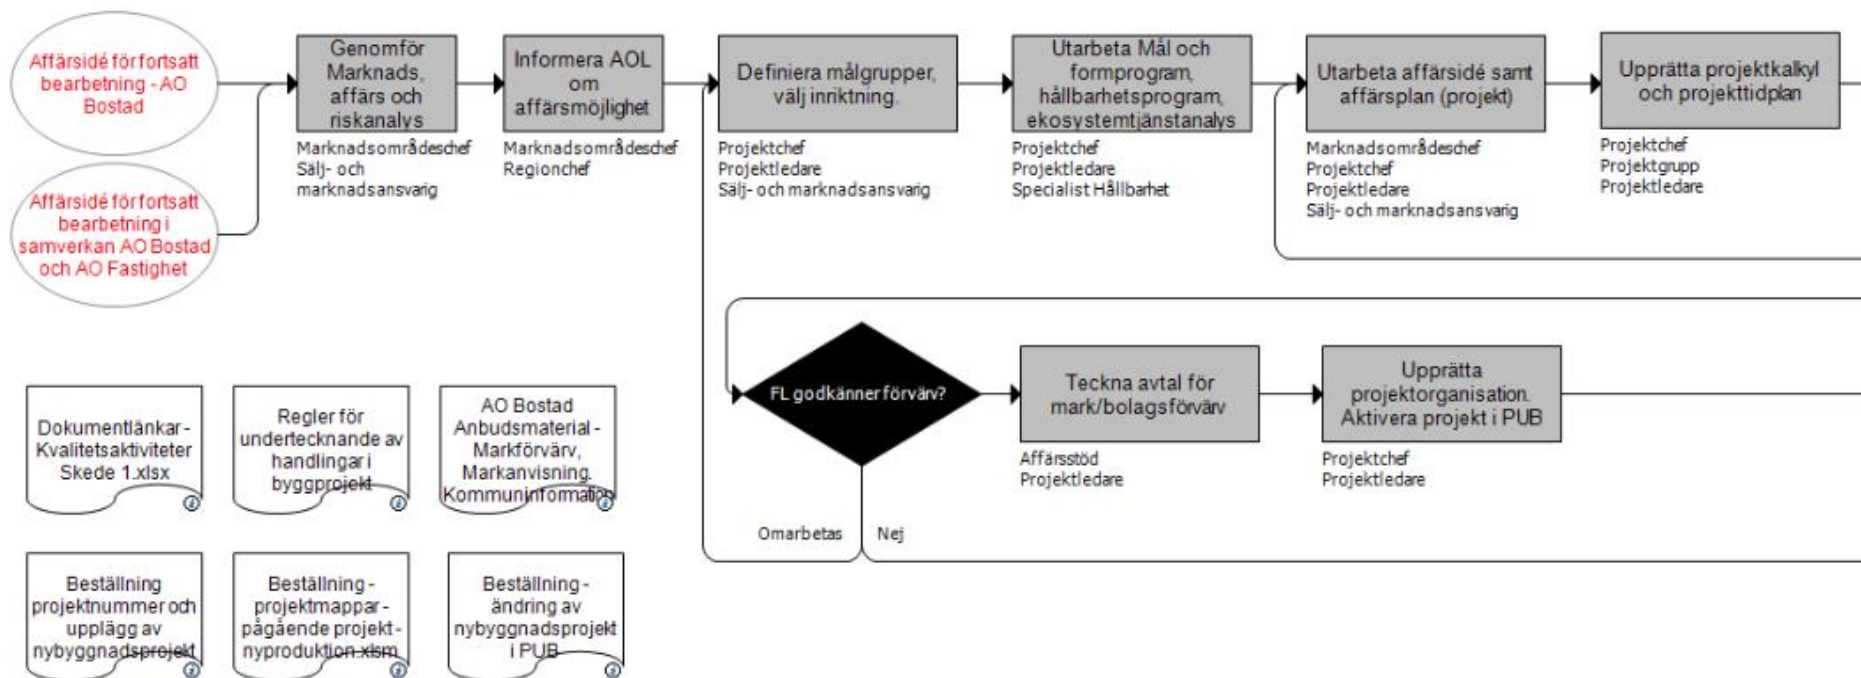 Affärsidé för fortsatt
bearbetning - AO
Bostad
Genomför
Marknads,
affärs och
riskanalys
Marknadsområdeschef
Sälj- och
marknadsansvarig
Informera AOL
om
affärsmöjlighet
Marknadsområdeschef
Regionchef
Definiera målgrupper,
välj inriktning.
Projektchef
Projektledare
Sälj- och marknadsansvarig
Utarbeta Mål och
formprogram,
hållbarhetsprogram,
ekosystemtjänstanalys
Projektchef
Projektledare
Specialist Hållbarhet
Utarbeta affärsidé samt
affärsplan (projekt)
Marknadsområdeschef
Projektchef
Projektledare
Sälj- och marknadsansvarig
Upprätta projektkalkyl
och projekttidplan
Projektchef
Projektgrupp
Projektledare
Affärsidé för fortsatt
bearbetning i
samverkan AO Bostad
och AO Fastighet
FL godkänner förvärv?
Omarbetas
Nej
Teckna avtal för
mark/bolagsförvärv
Affärsstöd
Projektledare
Upprätta
projektorganisation.
Aktivera projekt i PUB
Projektchef
Projektledare
Dokumentlänkar -
Kvalitetsaktiviteter
Skede 1.xlsx
Regler för
undertecknande av
handlingar i
byggprojekt
AO Bostad
Anbudsmaterial -
Markförvärv,
Markanvisning.
Kommuninformation
Beställning
projektnummer och
upplägg av
nybyggnadsprojekt
Beställning -
projektmappar -
pågående projekt -
nyproduktion.xlsm
Beställning -
ändring av
nybyggnadsprojekt
i PUB